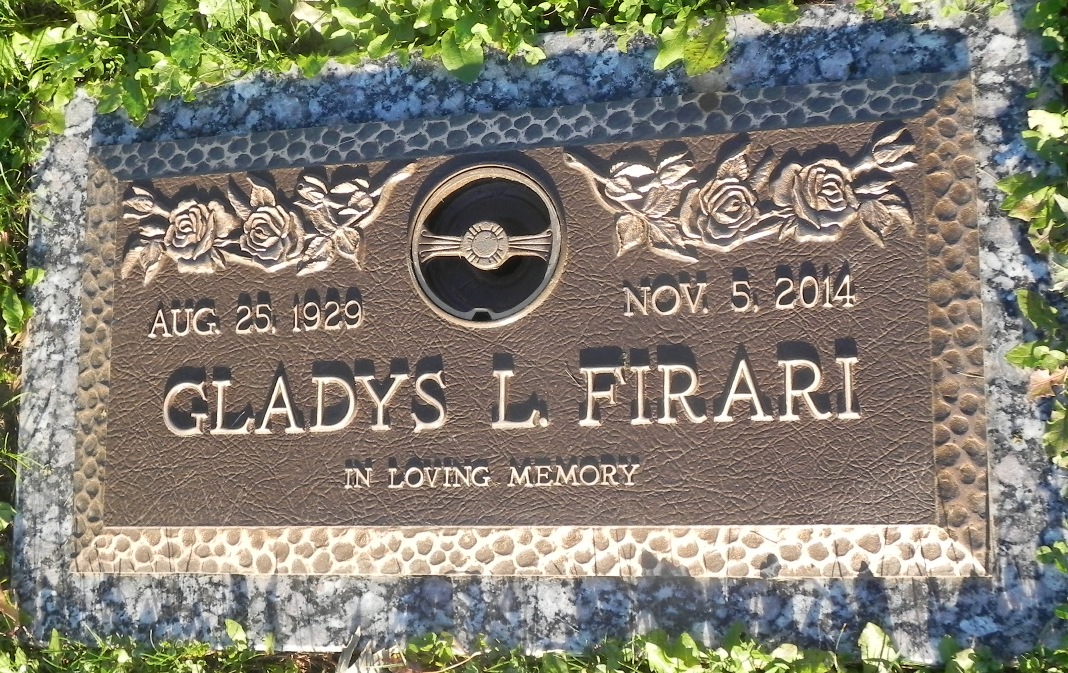 AUG. 25, 1929 NOV. 5, 2014
GLADYS L. FIRARI
IN LOVING MEMORY